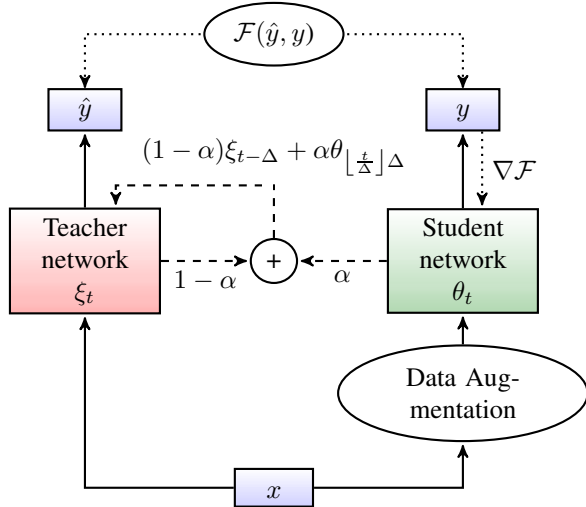 F(ŷ, y)
ŷ
y
(1−α)ξ_{t−Δ} + αθ_{⌊t/Δ⌋Δ}
∇F
Teacher
network
ξ_t
1 − α
+
α
Student
network
θ_t
Data Aug-
mentation
x